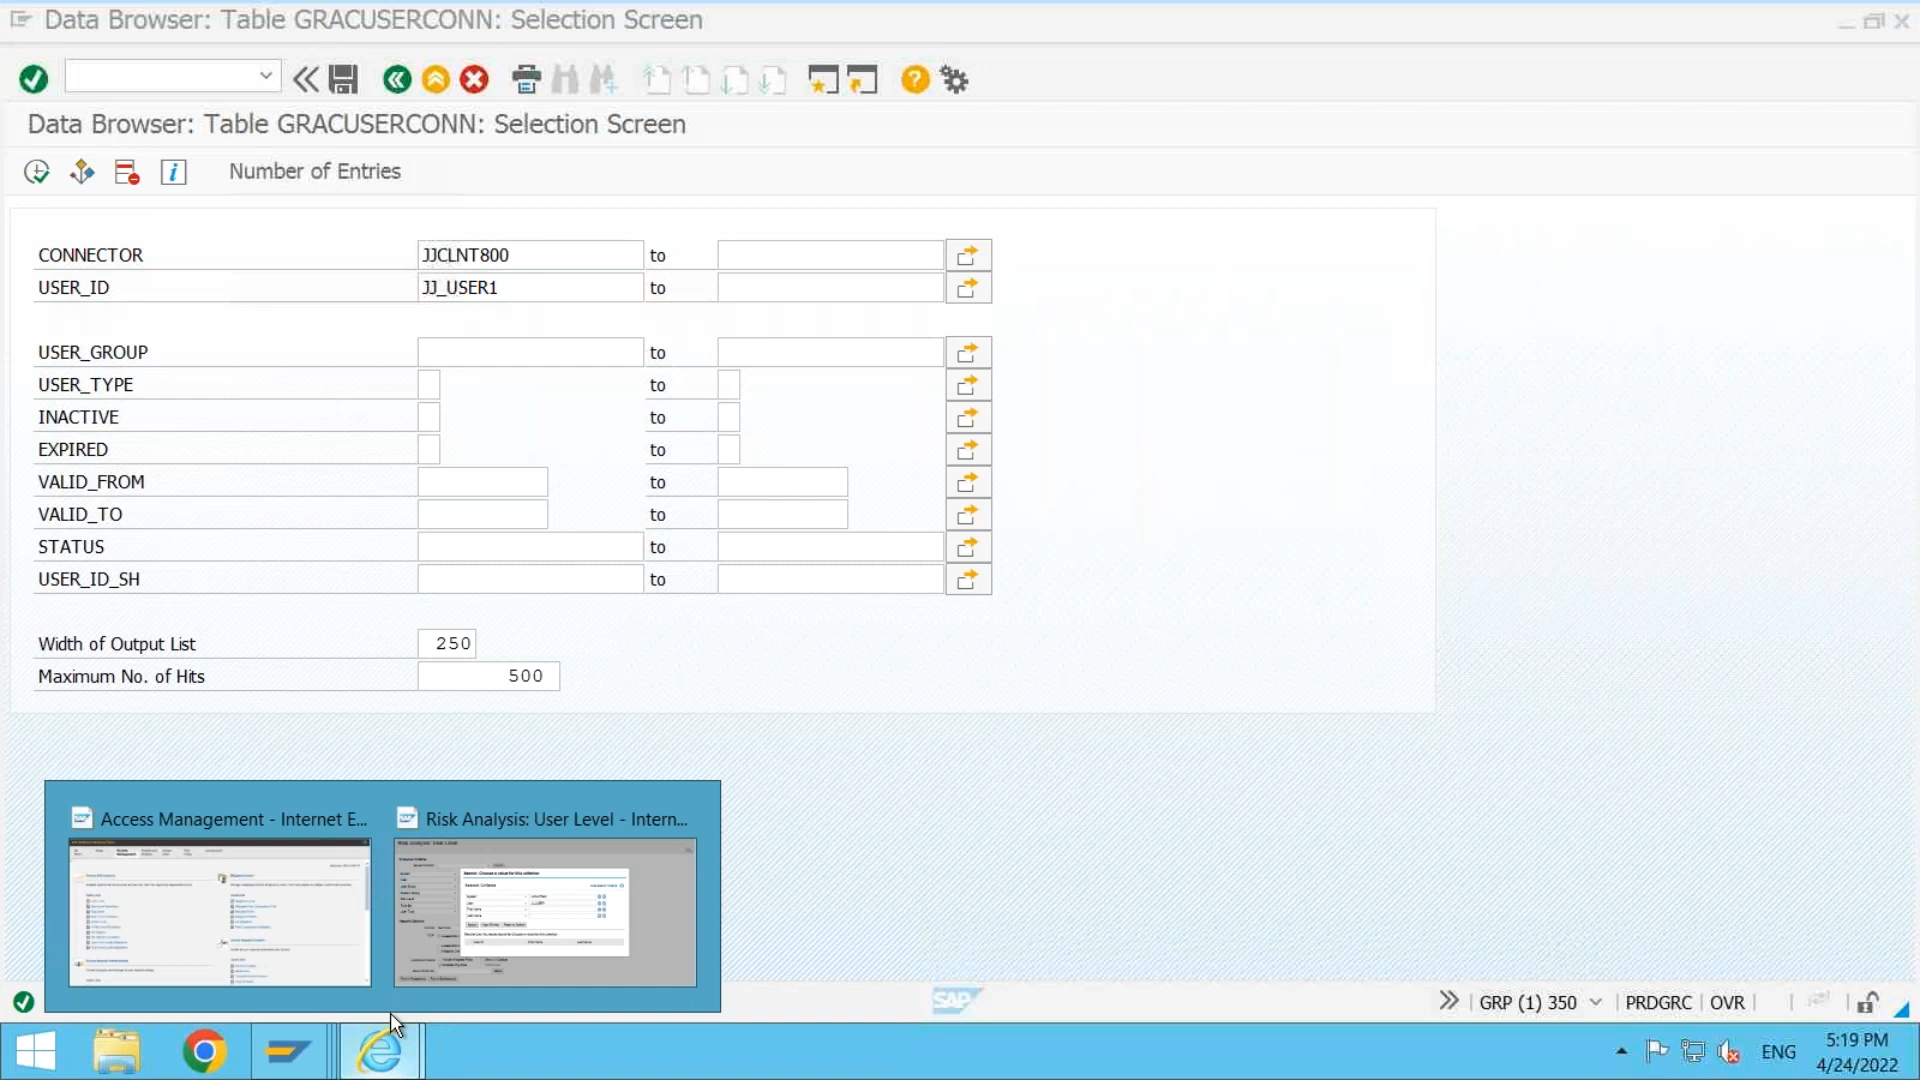 Data Browser: Table GRACUSERCONN: Selection Screen
Data Browser: Table GRACUSERCONN: Selection Screen
Number of Entries
CONNECTOR JJCLNT800 to
USER_ID JJ_USER1 to
USER_GROUP to
USER_TYPE to
INACTIVE to
EXPIRED to
VALID_FROM to
VALID_TO to
STATUS to
USER_ID_SH to
Width of Output List 250
Maximum No. of Hits 500
Access Management - Internet E... Risk Analysis: User Level - Intern...
SAP GRP (1) 350 PRDGRC OVR
ENG 5:19 PM
4/24/2022